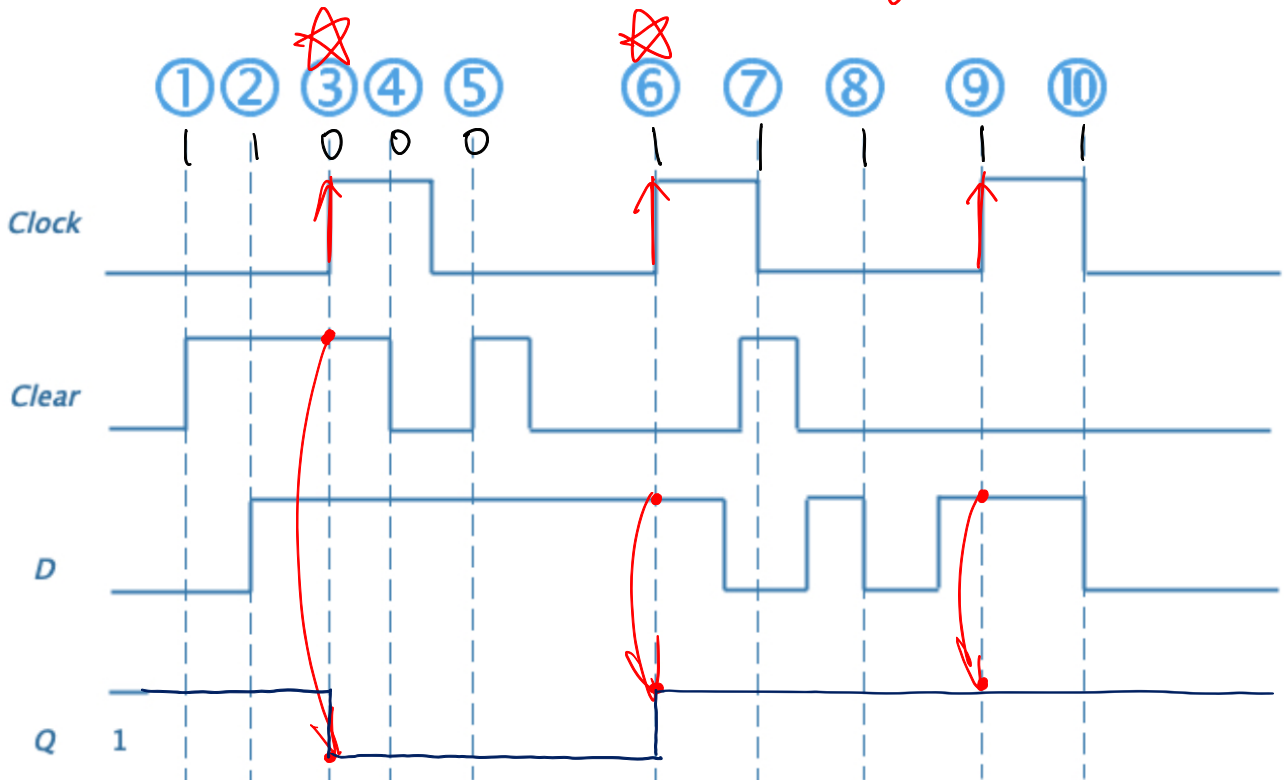 ① ② ③ ④ ⑤ ⑥ ⑦ ⑧ ⑨ ⑩
1 1 0 0 0 1 1 1 1 1
Clock
Clear
D
Q 1